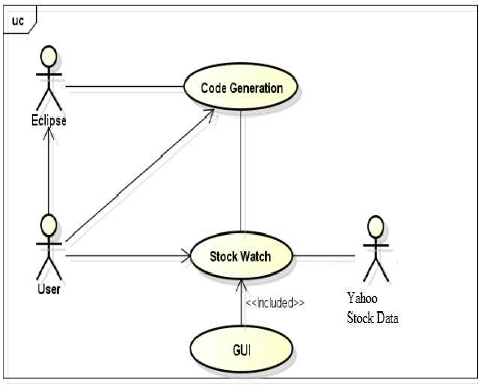 uc
Code Generation
Eclipse
Stock Watch
User
Yahoo
Stock Data
<<included>>
GUI